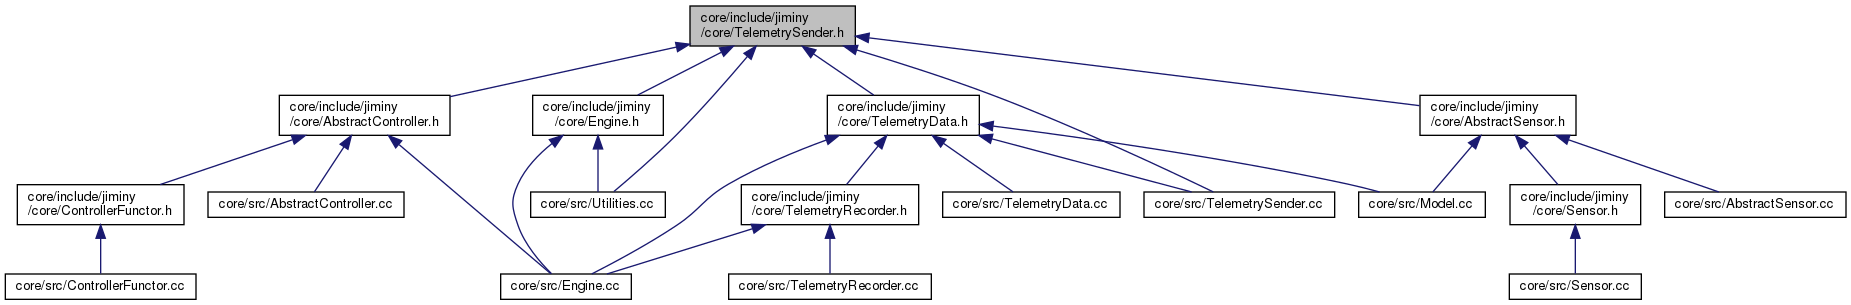 core/include/jiminy
/core/TelemetrySender.h
core/include/jiminy
/core/AbstractController.h
core/include/jiminy
/core/Engine.h
core/include/jiminy
/core/TelemetryData.h
core/include/jiminy
/core/AbstractSensor.h
core/include/jiminy
/core/ControllerFunctor.h
core/src/AbstractController.cc
core/src/Utilities.cc
core/include/jiminy
/core/TelemetryRecorder.h
core/src/TelemetryData.cc
core/src/TelemetrySender.cc
core/src/Model.cc
core/include/jiminy
/core/Sensor.h
core/src/AbstractSensor.cc
core/src/ControllerFunctor.cc
core/src/Engine.cc
core/src/TelemetryRecorder.cc
core/src/Sensor.cc